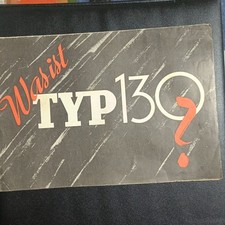 Was ist
TYP 130
?